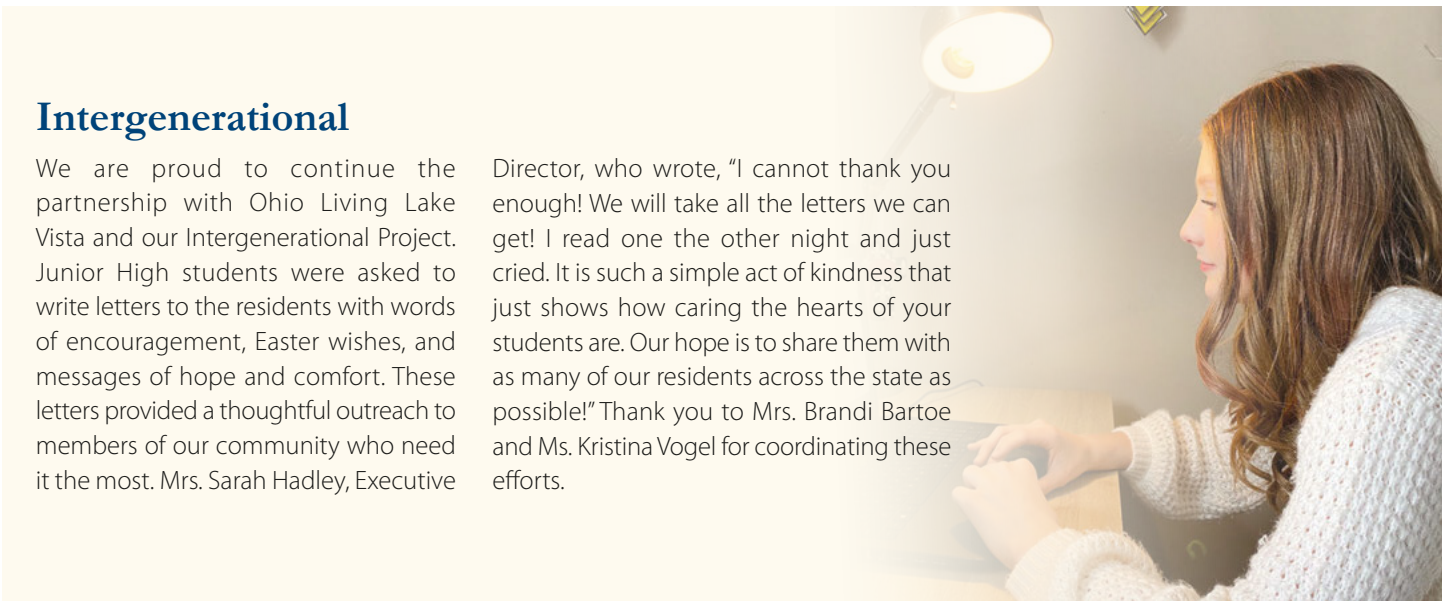 Intergenerational
We are proud to continue the
partnership with Ohio Living Lake
Vista and our Intergenerational Project.
Junior High students were asked to
write letters to the residents with words
of encouragement, Easter wishes, and
messages of hope and comfort. These
letters provided a thoughtful outreach to
members of our community who need
it the most. Mrs. Sarah Hadley, Executive
Director, who wrote, “I cannot thank you
enough! We will take all the letters we can
get! I read one the other night and just
cried. It is such a simple act of kindness that
just shows how caring the hearts of your
students are. Our hope is to share them with
as many of our residents across the state as
possible!” Thank you to Mrs. Brandi Bartoe
and Ms. Kristina Vogel for coordinating these
efforts.